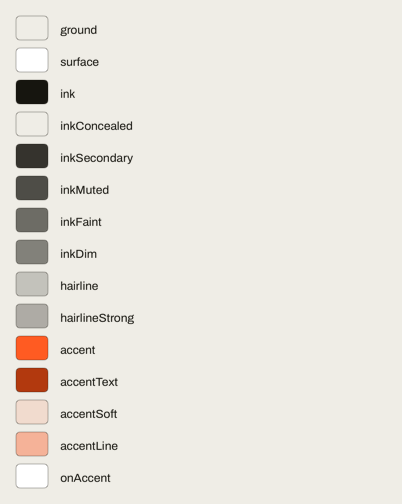 ground
surface
ink
inkConcealed
inkSecondary
inkMuted
inkFaint
inkDim
hairline
hairlineStrong
accent
accentText
accentSoft
accentLine
onAccent